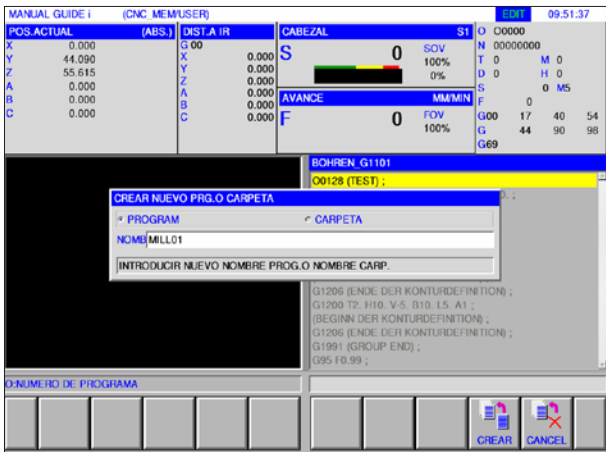 MANUAL GUIDE i (CNC_MEM/USER) EDIT 09.51:37
POS.ACTUAL (ABS.) DIST.A IR CABEZAL S1 O O0000
X 0.000 G 00 S 0 SOV 100% 0% N 00000000
Y 44.090 X 0.000 T 0 M 0
Z 55.615 Y 0.000 D 0 H 0
A 0.000 Z 0.000 S 0 M5
B 0.000 A 0.000 AVANCE MM/MIN F 0
C 0.000 B 0.000 F 0 FOV 100% G00 17 40 54
C 0.000 G 44 90 98
G69
BOHREN_G1101
O0128 (TEST) ;
CREAR NUEVO PRG.O CARPETA
PROGRAM CARPETA
NOMB MILL01
INTRODUCIR NUEVO NOMBRE PROG.O NOMBRE CARP.
G1206 (ENDE DER KONTURDEFINITION) ;
G1200 T2. H10. V-5. B10. L5. A1 ;
(BEGINN DER KONTURDEFINITION) ;
G1206 (ENDE DER KONTURDEFINITION) ;
G1991 (GROUP END) ;
G95 F0.99 ;
O:NUMERO DE PROGRAMA
CREAR CANCEL